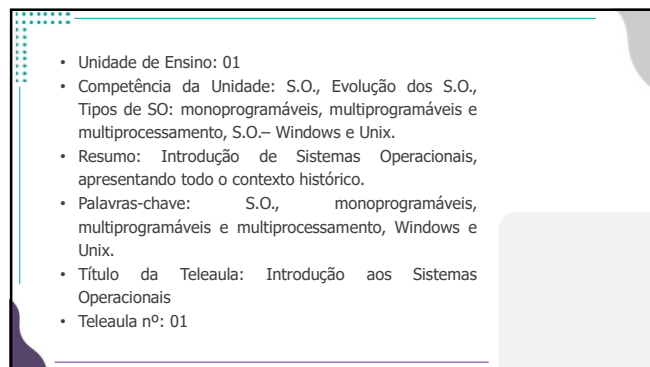 • Unidade de Ensino: 01
• Competência da Unidade: S.O., Evolução dos S.O.,
Tipos de SO: monoprogramáveis, multiprogramáveis e
multiprocessamento, S.O.– Windows e Unix.
• Resumo: Introdução de Sistemas Operacionais,
apresentando todo o contexto histórico.
• Palavras-chave: S.O., monoprogramáveis,
multiprogramáveis e multiprocessamento, Windows e
Unix.
• Título da Teleaula: Introdução aos Sistemas
Operacionais
• Teleaula nº: 01